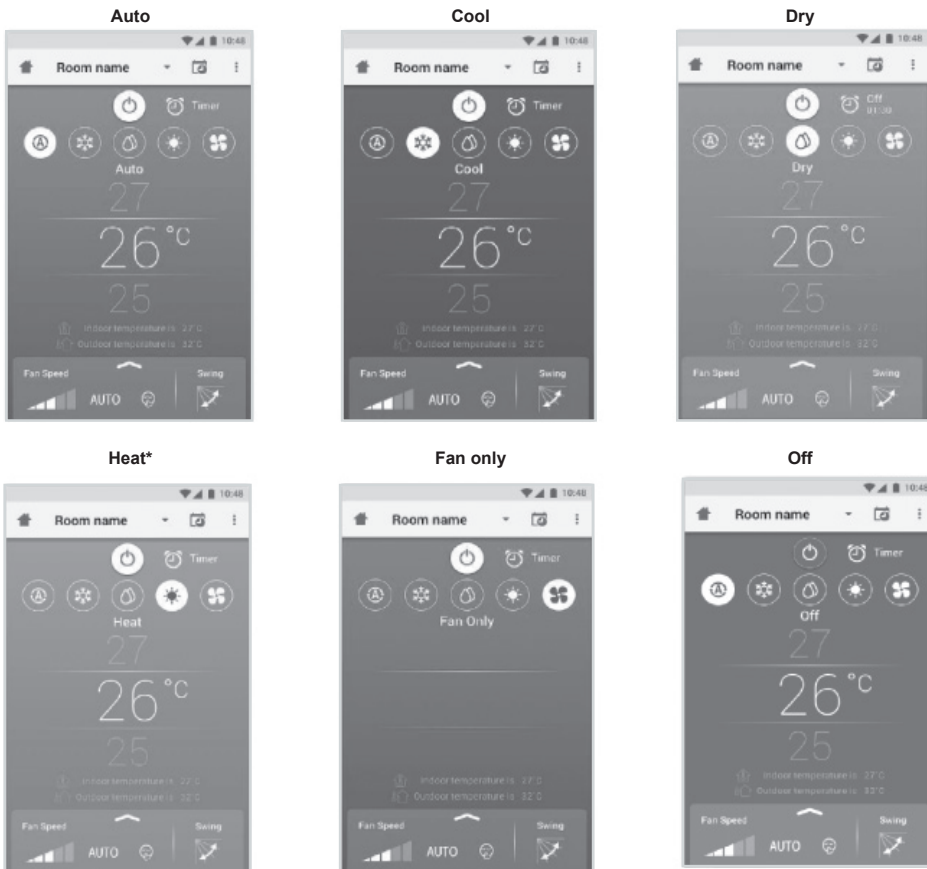 Auto
10:48
Room name
Timer
Auto
27
26 °C
25
Indoor temperature is 27°C
Outdoor temperature is 32°C
Fan Speed
Swing
AUTO
Cool
10:48
Room name
Timer
Cool
27
26 °C
25
Indoor temperature is 27°C
Outdoor temperature is 32°C
Fan Speed
Swing
AUTO
Dry
10:48
Room name
Off
01:30
Dry
27
26 °C
25
Indoor temperature is 27°C
Outdoor temperature is 32°C
Fan Speed
Swing
AUTO
Heat*
10:48
Room name
Timer
Heat
27
26 °C
25
Indoor temperature is 27°C
Outdoor temperature is 32°C
Fan Speed
Swing
AUTO
Fan only
10:48
Room name
Timer
Fan Only
Indoor temperature is 27°C
Outdoor temperature is 32°C
Fan Speed
Swing
AUTO
Off
10:48
Room name
Timer
Off
27
26 °C
25
Indoor temperature is 27°C
Outdoor temperature is 32°C
Fan Speed
Swing
AUTO